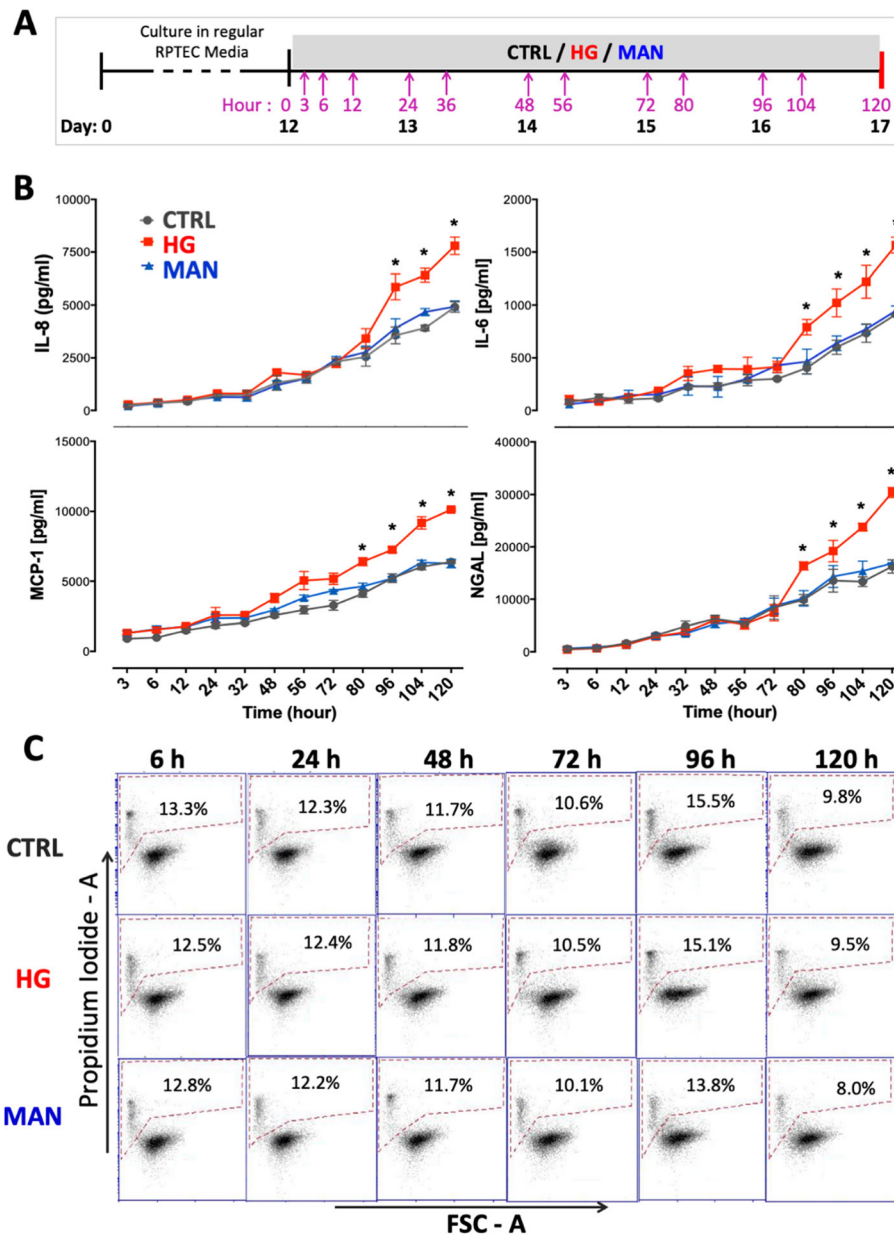 A
Culture in regular
RPTEC Media
CTRL / HG / MAN
Hour : 0 3 6 12 24 36 48 56 72 80 96 104 120
Day: 0 12 13 14 15 16 17
B
CTRL
HG
MAN
IL-8 (pg/ml)
10000
7500
5000
2500
0
* * *
IL-6 [pg/ml]
2000
1500
1000
500
0
* * * *
MCP-1 [pg/ml]
15000
10000
5000
0
* * * *
3 6 12 24 32 48 56 72 80 96 104 120
Time (hour)
NGAL [pg/ml]
40000
30000
20000
10000
0
* * * *
3 6 12 24 32 48 56 72 80 96 104 120
Time (hour)
C
6 h 24 h 48 h 72 h 96 h 120 h
CTRL
13.3% 12.3% 11.7% 10.6% 15.5% 9.8%
HG
12.5% 12.4% 11.8% 10.5% 15.1% 9.5%
MAN
12.8% 12.2% 11.7% 10.1% 13.8% 8.0%
Propidium Iodide - A
FSC - A